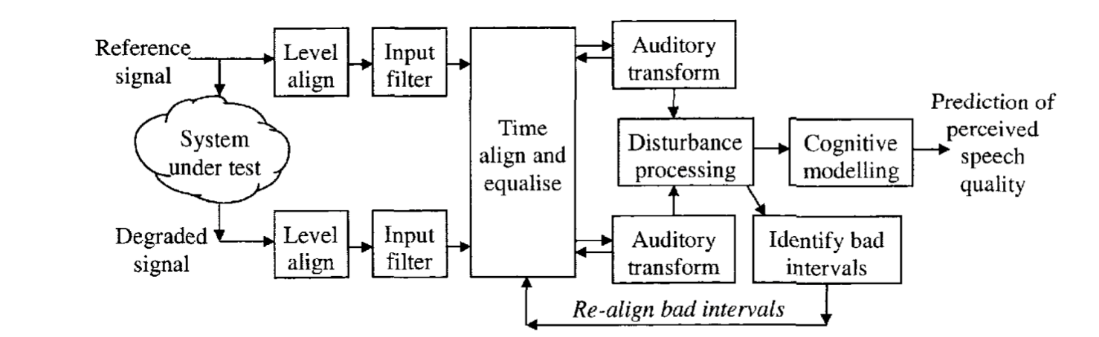 Reference
signal
Level
align
Input
filter
Auditory
transform
System
under test
Time
align and
equalise
Disturbance
processing
Cognitive
modelling
Prediction of
perceived
speech
quality
Degraded
signal
Level
align
Input
filter
Auditory
transform
Identify bad
intervals
Re-align bad intervals